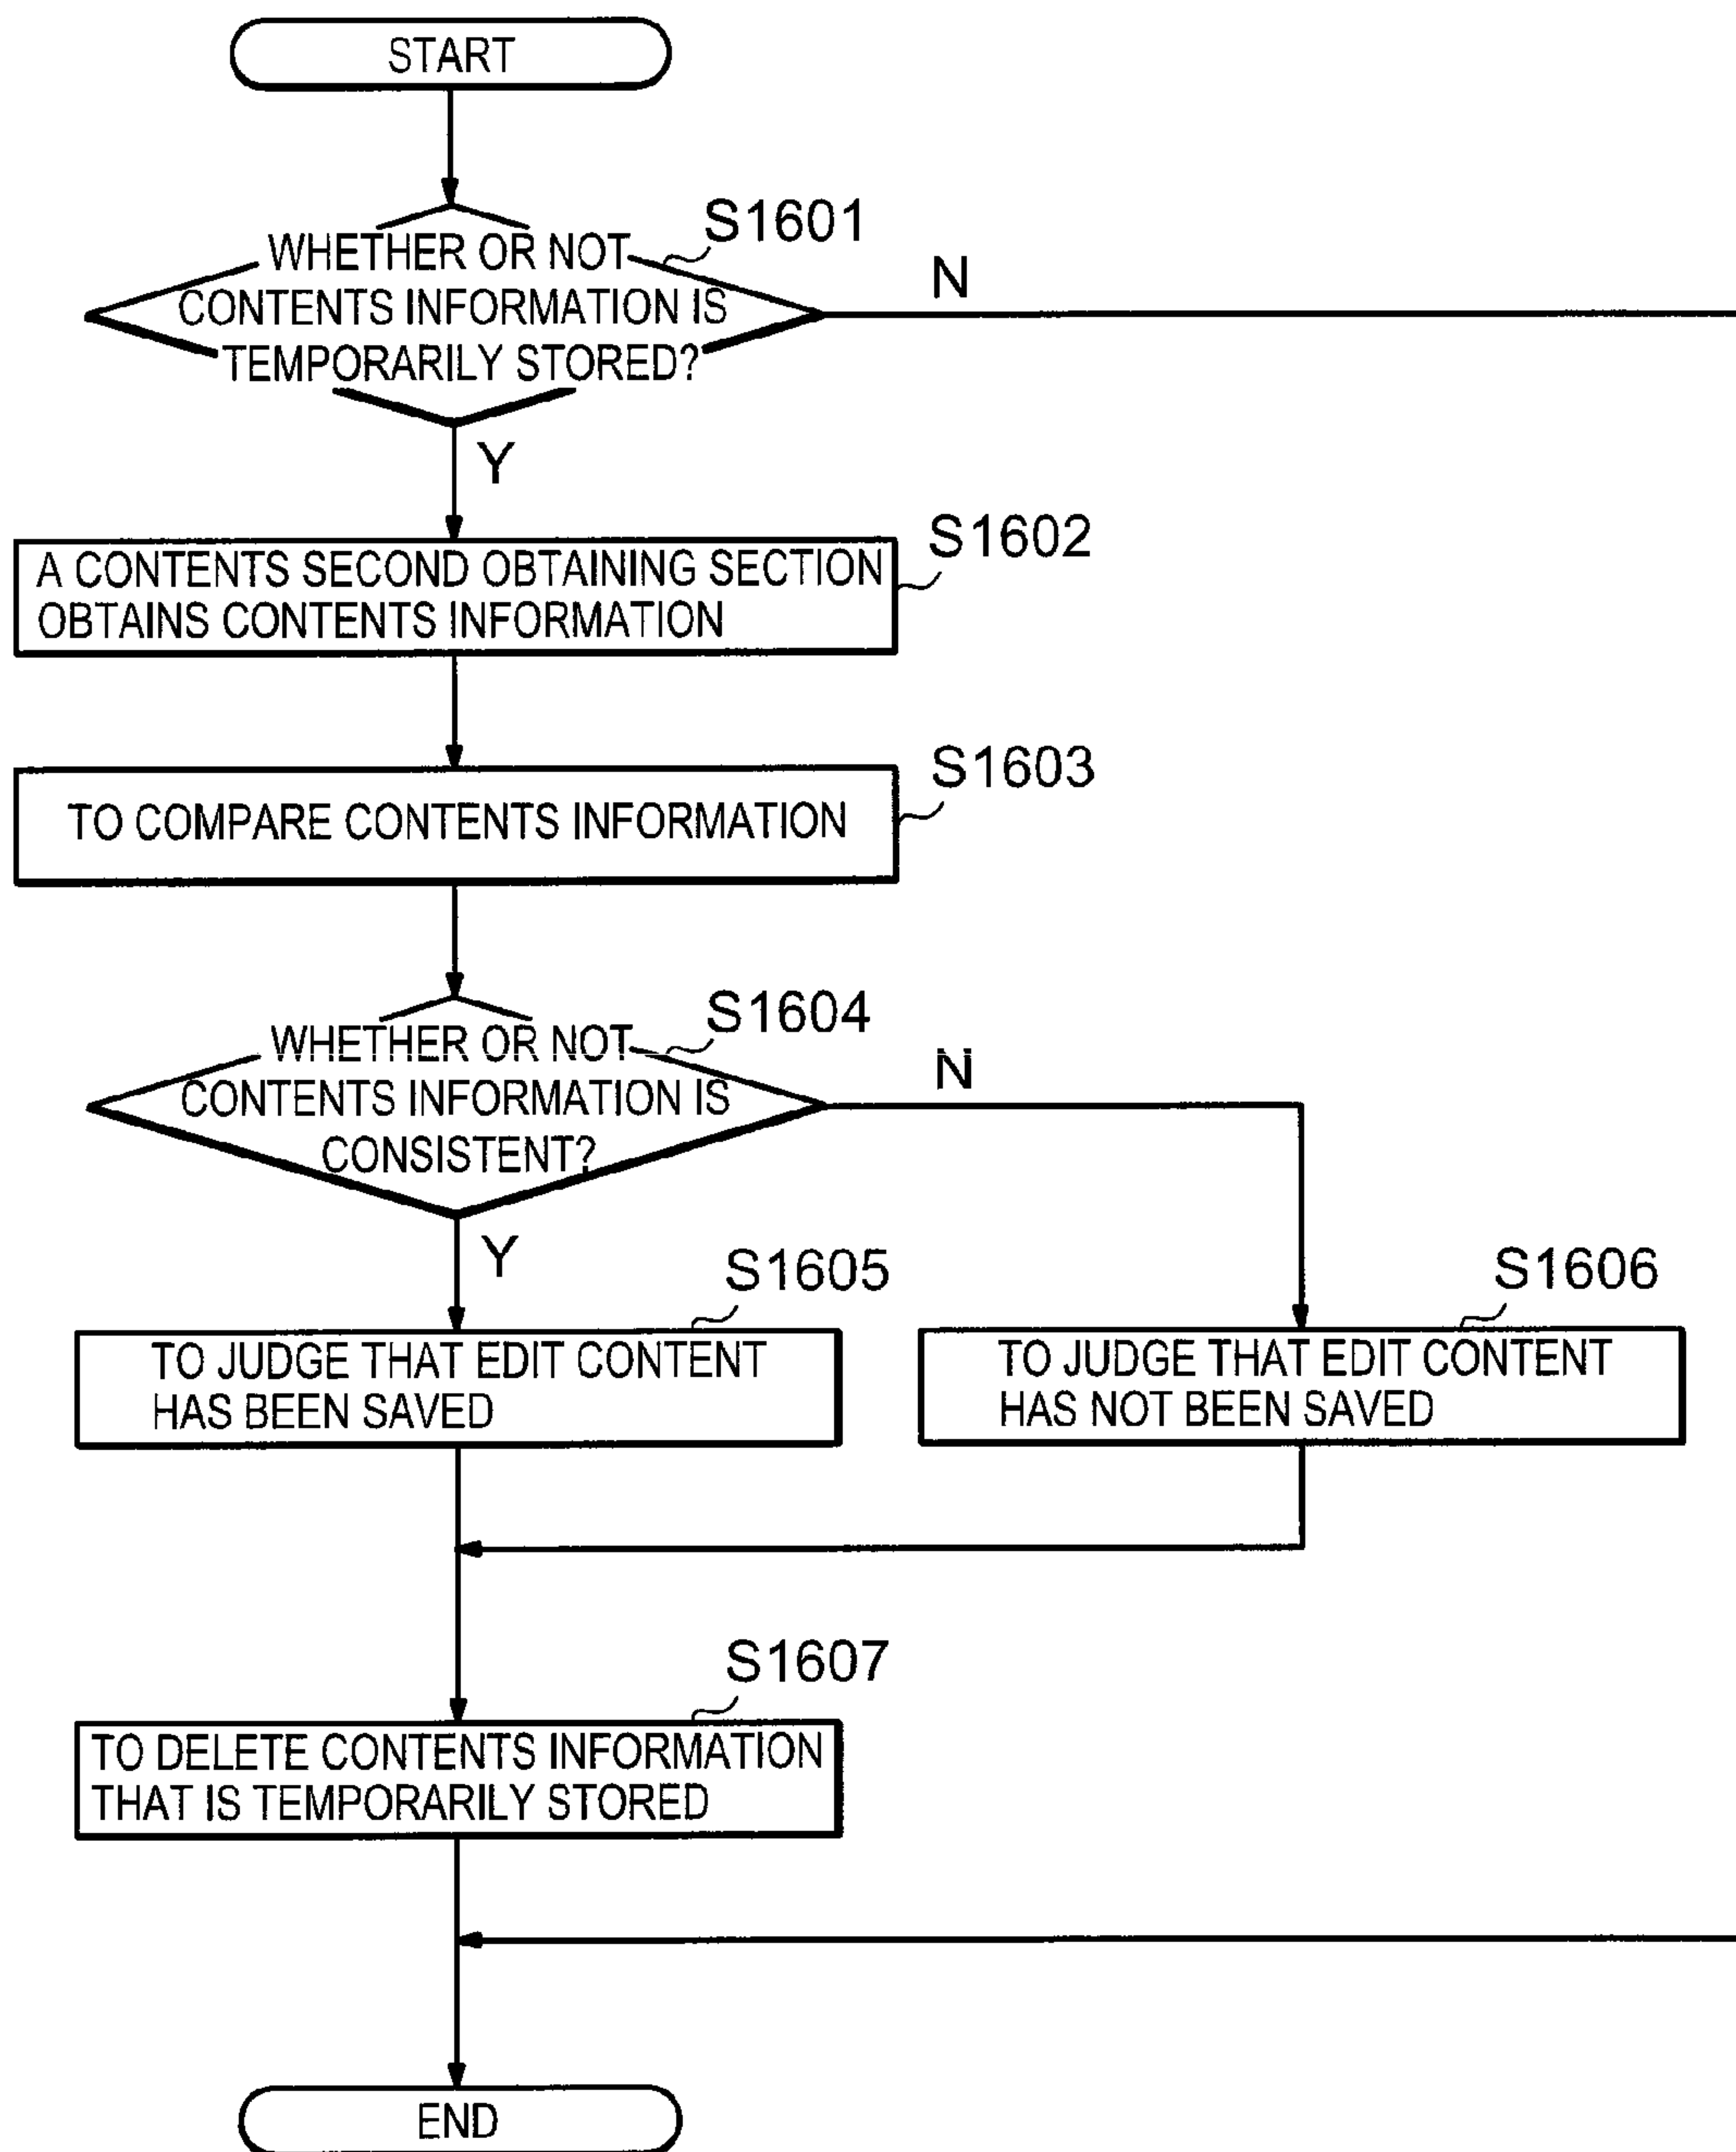 START
S1601
WHETHER OR NOT
CONTENTS INFORMATION IS
TEMPORARILY STORED?
N
Y
S1602
A CONTENTS SECOND OBTAINING SECTION
OBTAINS CONTENTS INFORMATION
S1603
TO COMPARE CONTENTS INFORMATION
S1604
WHETHER OR NOT
CONTENTS INFORMATION IS
CONSISTENT?
N
Y
S1605
TO JUDGE THAT EDIT CONTENT
HAS BEEN SAVED
S1606
TO JUDGE THAT EDIT CONTENT
HAS NOT BEEN SAVED
S1607
TO DELETE CONTENTS INFORMATION
THAT IS TEMPORARILY STORED
END